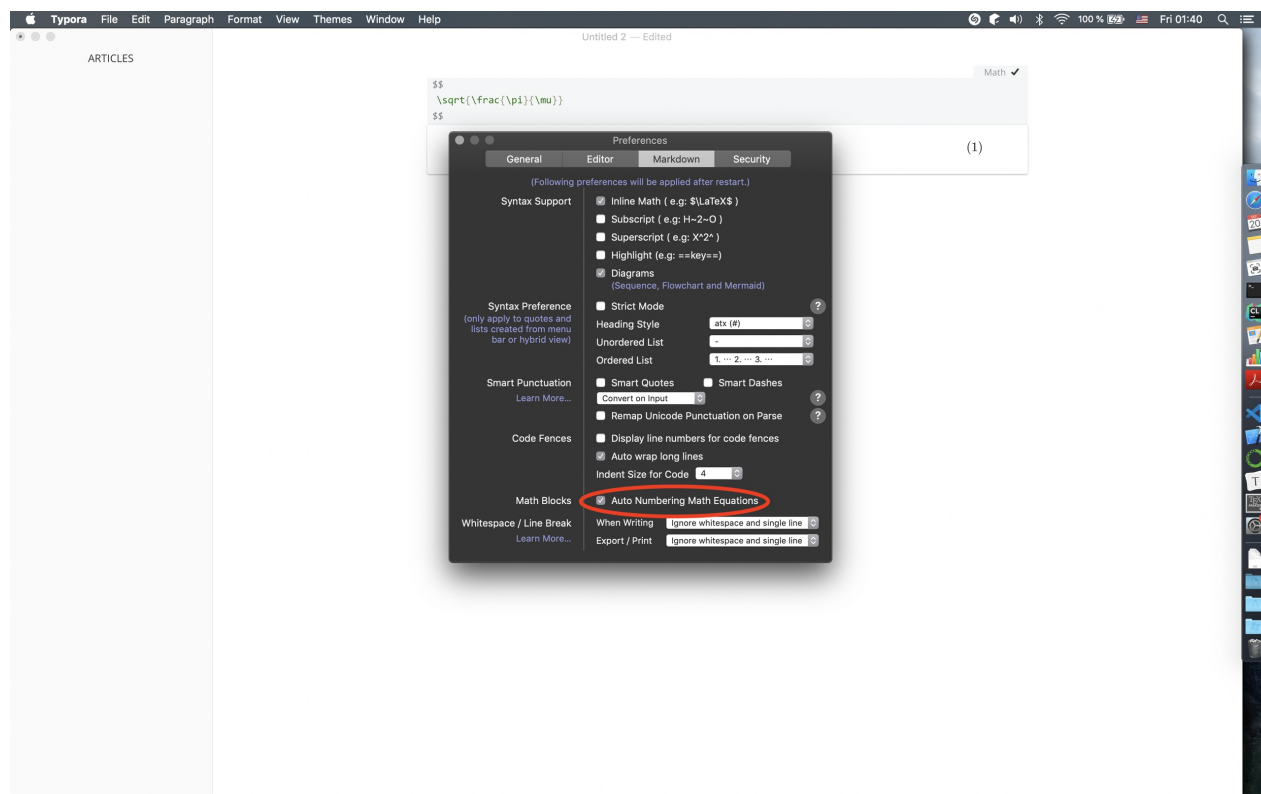 Typora File Edit Paragraph Format View Themes Window Help 100 % Fri 01:40
Untitled 2 — Edited
ARTICLES
Math ✔
$$
\sqrt{\frac{\pi}{\mu}}
$$
(1)
Preferences
General Editor Markdown Security
(Following preferences will be applied after restart.)
Syntax Support
Inline Math ( e.g: $\LaTeX$ )
Subscript ( e.g: H~2~O )
Superscript ( e.g: X^2^ )
Highlight (e.g: ==key==)
Diagrams
(Sequence, Flowchart and Mermaid)
Syntax Preference
(only apply to quotes and
lists created from menu
bar or hybrid view)
Strict Mode ?
Heading Style atx (#)
Unordered List -
Ordered List 1. ··· 2. ··· 3. ···
Smart Punctuation
Learn More...
Smart Quotes Smart Dashes
Convert on Input ?
Remap Unicode Punctuation on Parse ?
Code Fences
Display line numbers for code fences
Auto wrap long lines
Indent Size for Code 4
Math Blocks
Auto Numbering Math Equations
Whitespace / Line Break
Learn More...
When Writing Ignore whitespace and single line
Export / Print Ignore whitespace and single line
20
CL
T